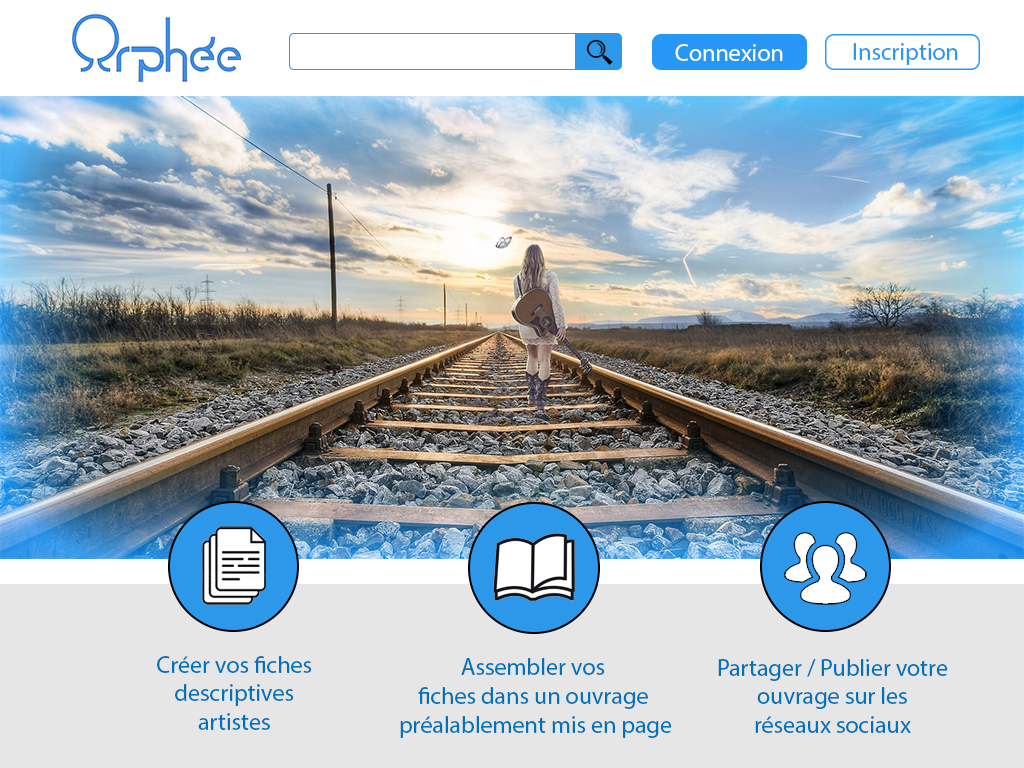 Orphée
Connexion
Inscription
Créer vos fiches
descriptives
artistes
Assembler vos
fiches dans un ouvrage
préalablement mis en page
Partager / Publier votre
ouvrage sur les
réseaux sociaux